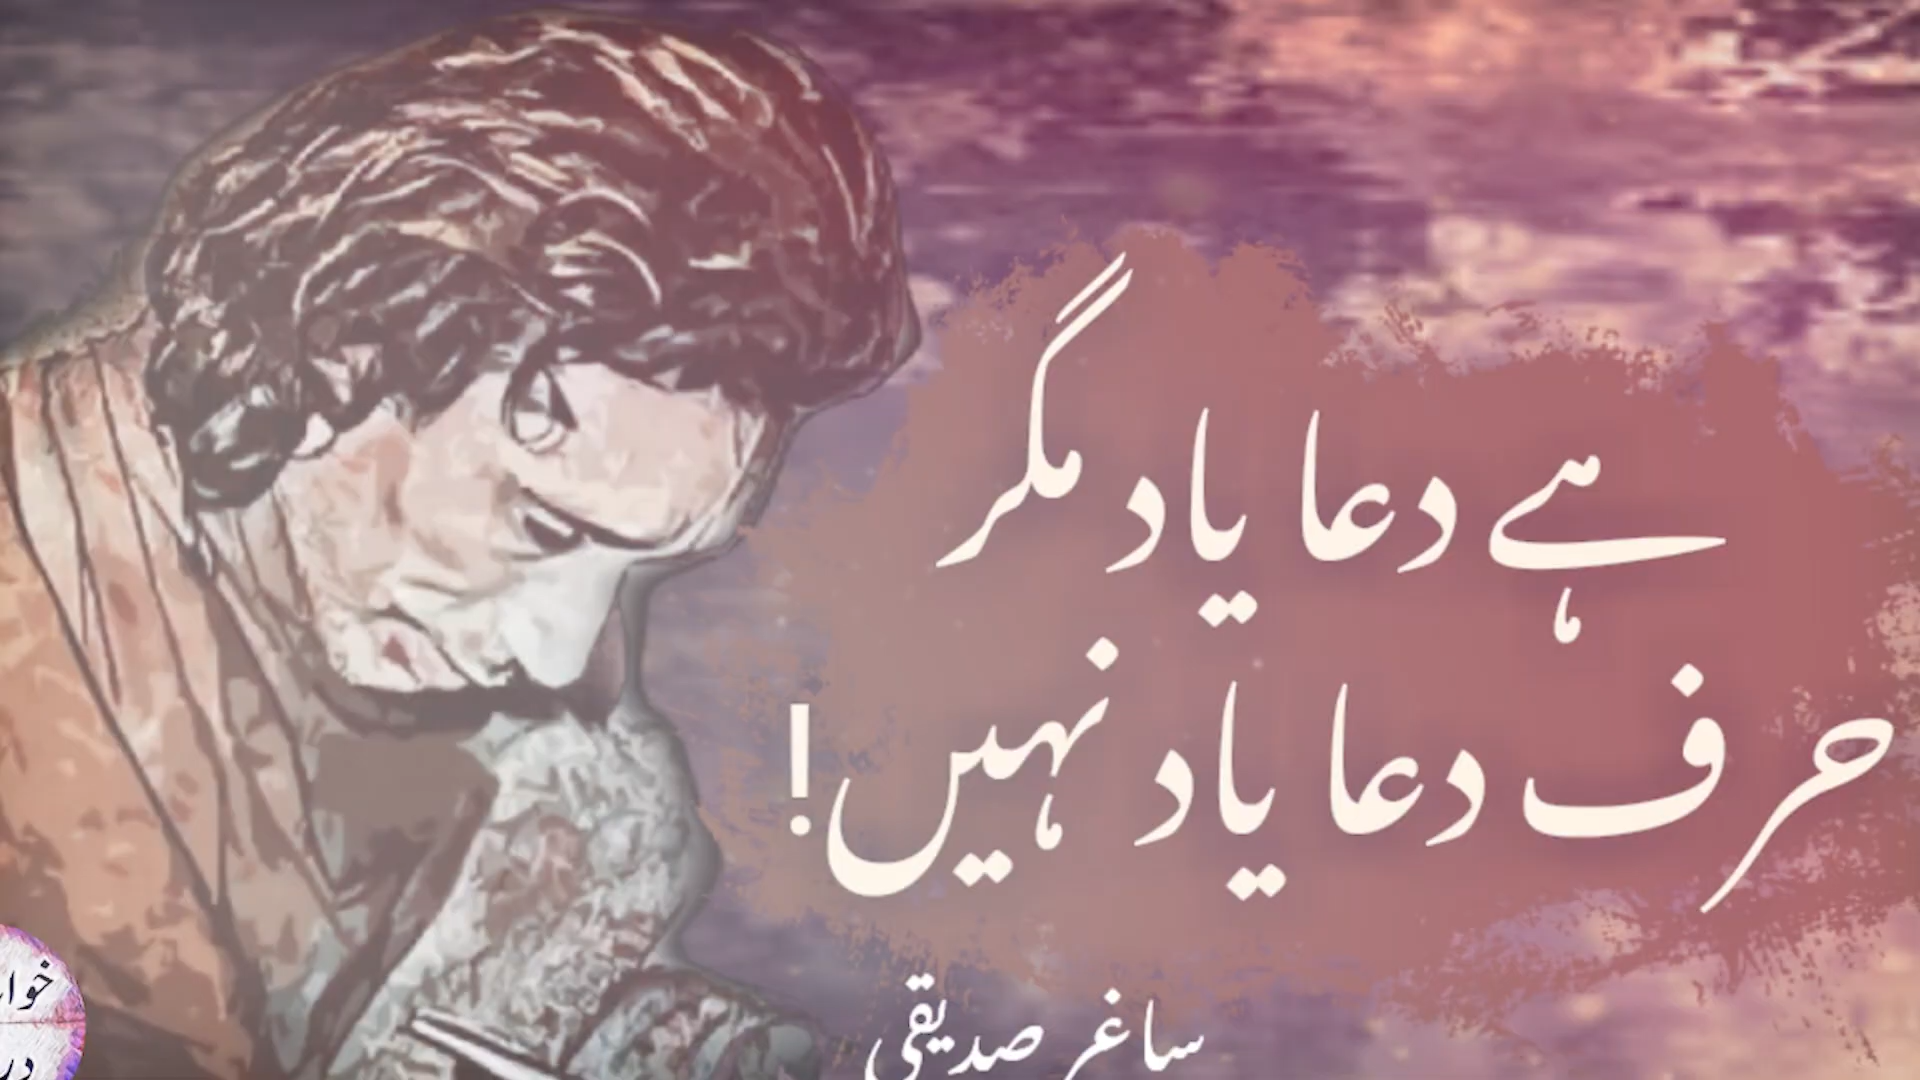 ہے دعا یاد مگر
حرف دعا یاد نہیں!
ساغر صدیقی